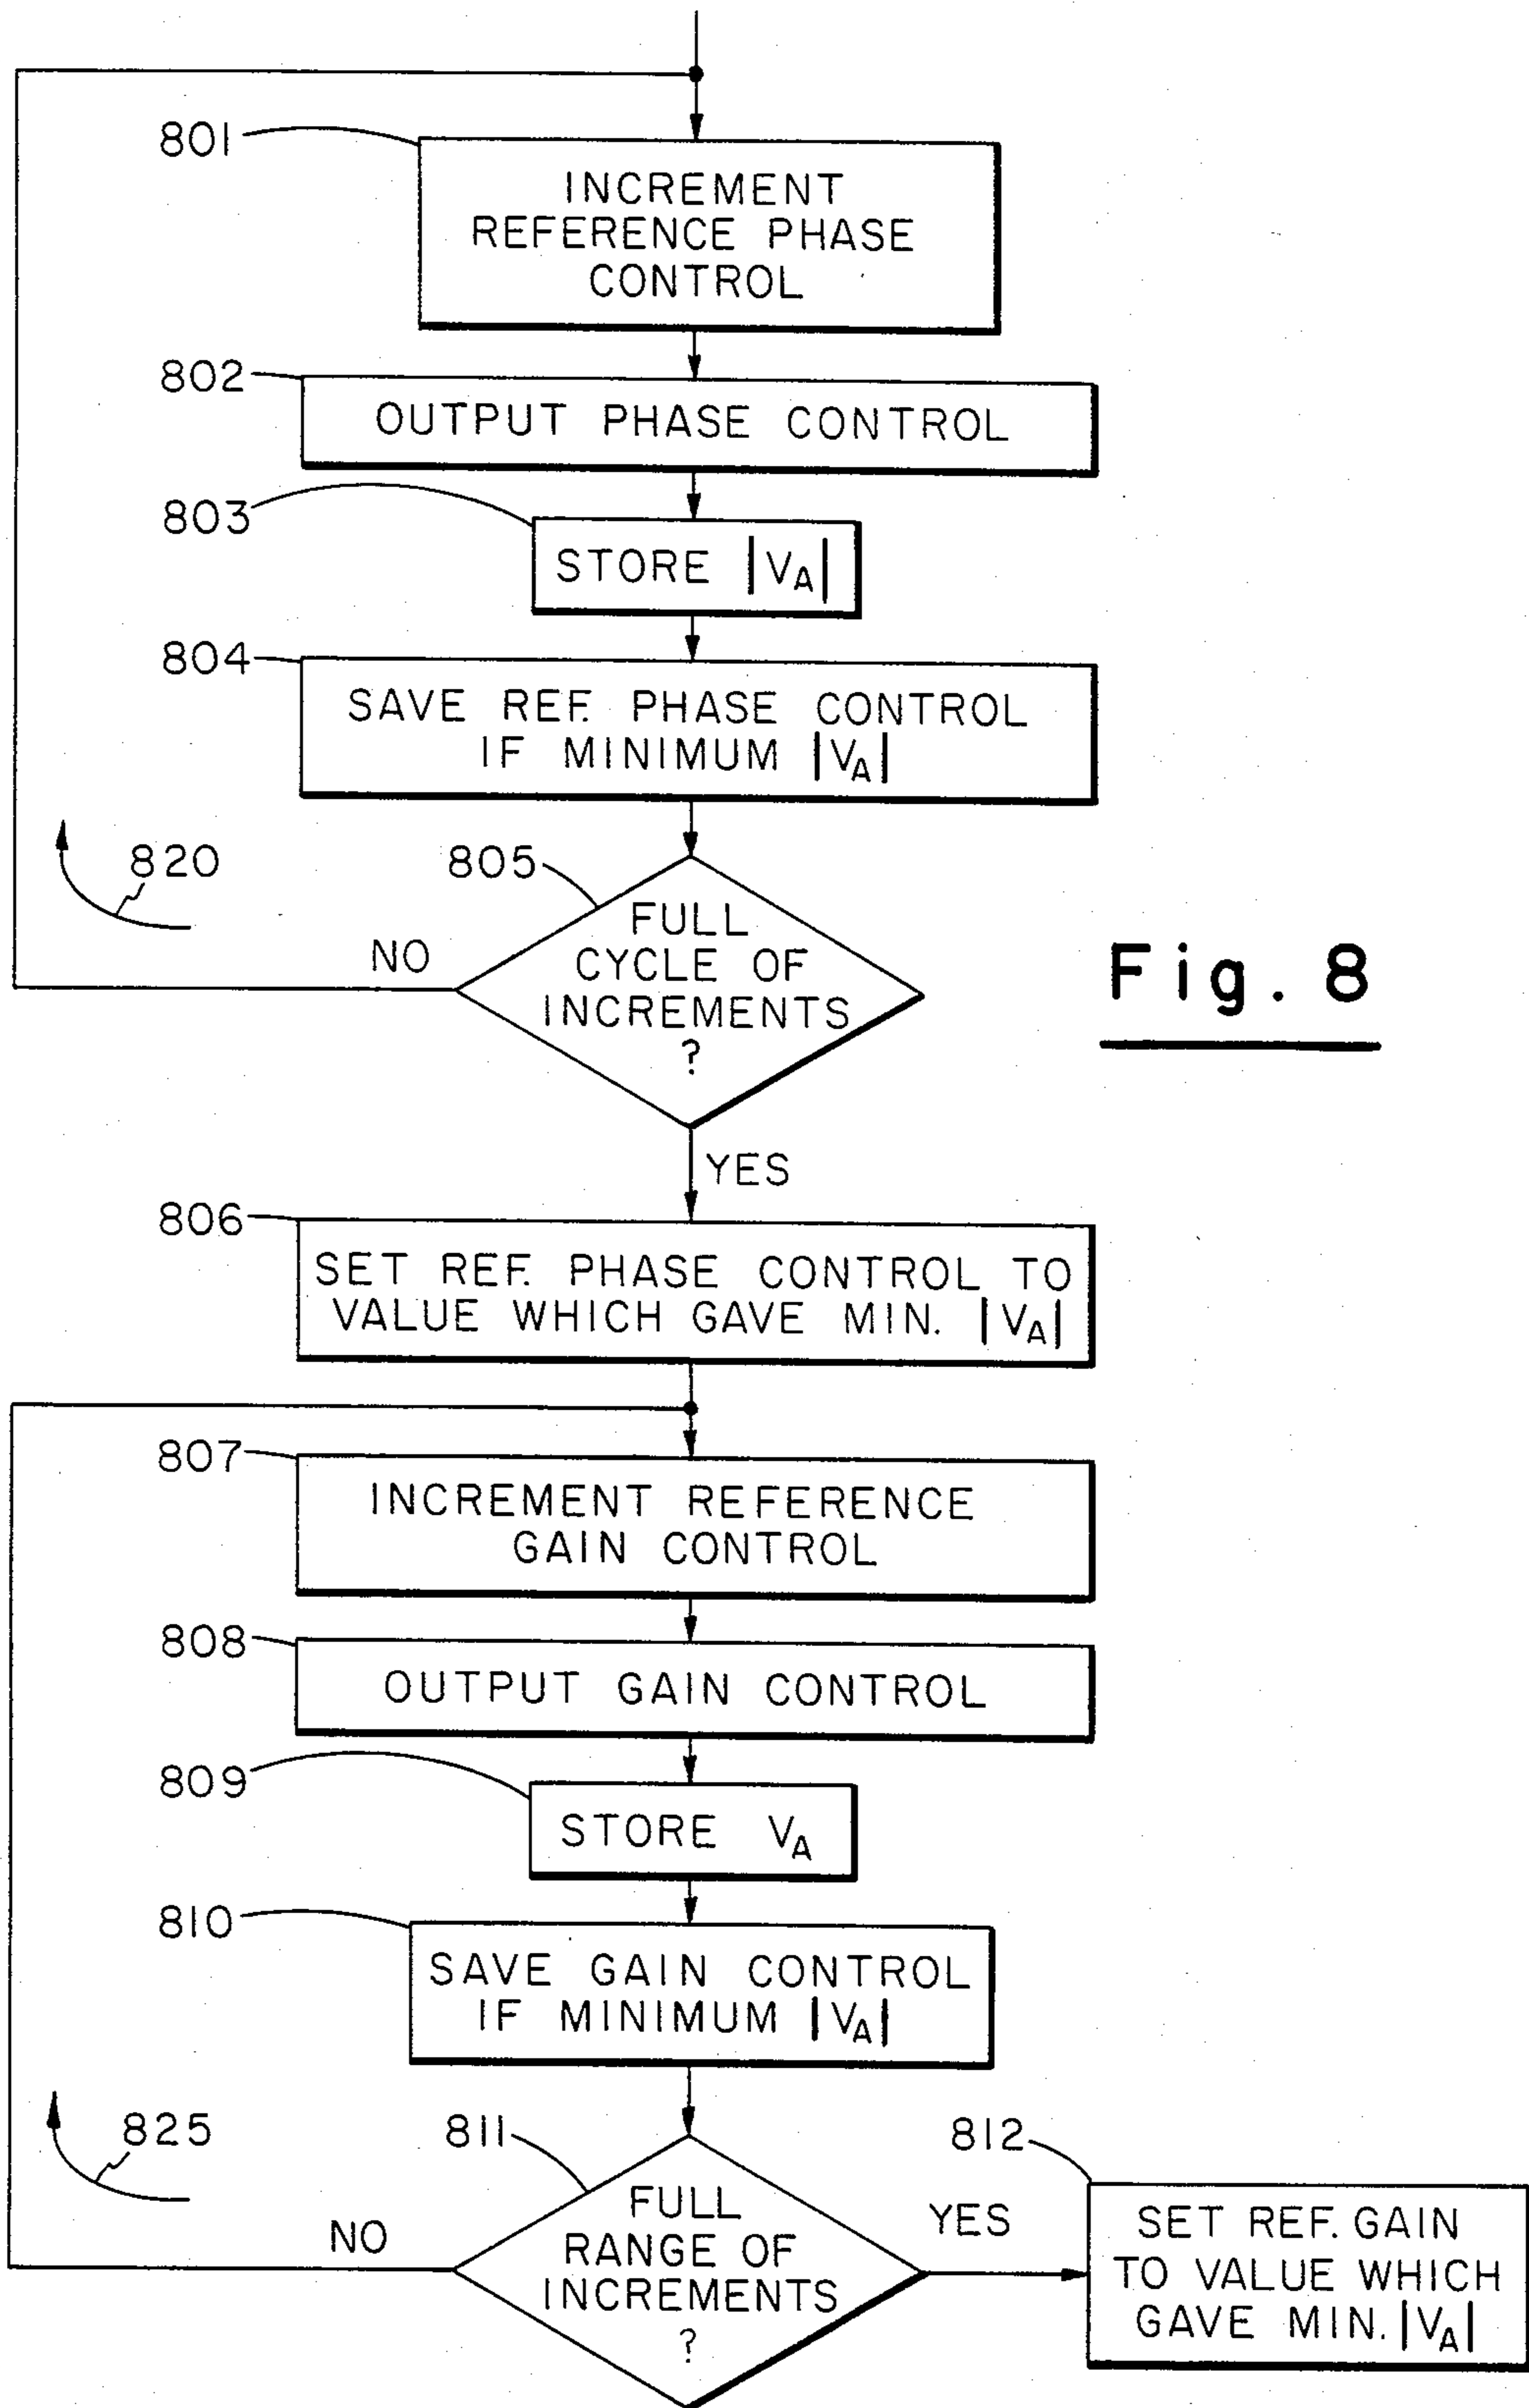 801
INCREMENT
REFERENCE PHASE
CONTROL
802
OUTPUT PHASE CONTROL
803
STORE |VA|
804
SAVE REF. PHASE CONTROL
IF MINIMUM |VA|
820
805
FULL
CYCLE OF
INCREMENTS
?
NO
Fig. 8
YES
806
SET REF. PHASE CONTROL TO
VALUE WHICH GAVE MIN. |VA|
807
INCREMENT REFERENCE
GAIN CONTROL
808
OUTPUT GAIN CONTROL
809
STORE VA
810
SAVE GAIN CONTROL
IF MINIMUM |VA|
825
811
FULL
RANGE OF
INCREMENTS
?
NO
YES
812
SET REF. GAIN
TO VALUE WHICH
GAVE MIN. |VA|